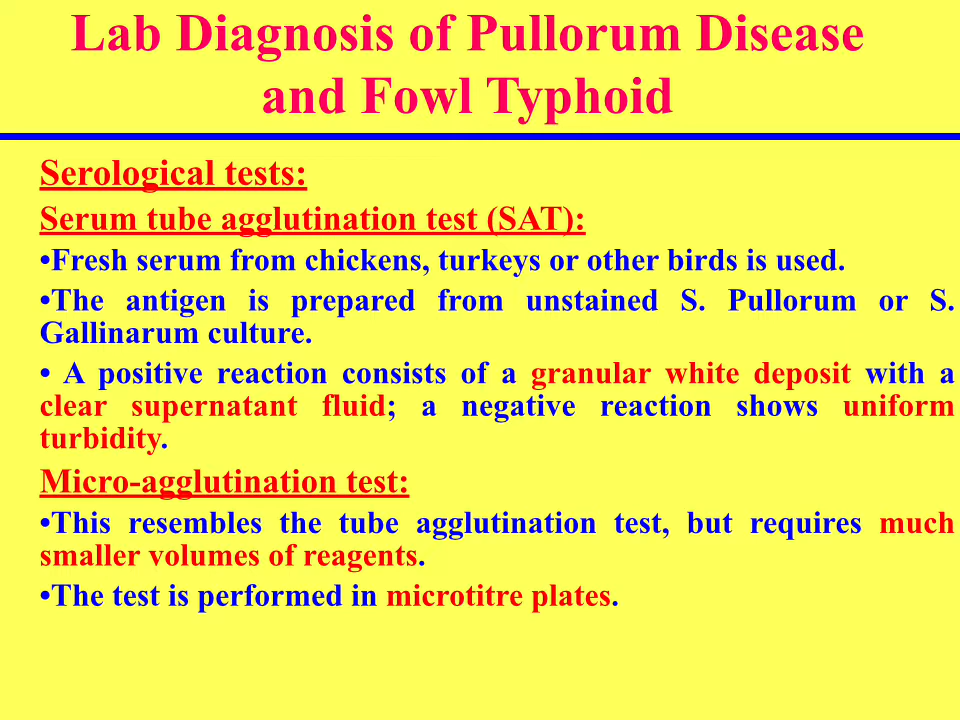 Lab Diagnosis of Pullorum Disease
and Fowl Typhoid
Serological tests:
Serum tube agglutination test (SAT):
•Fresh serum from chickens, turkeys or other birds is used.
•The antigen is prepared from unstained S. Pullorum or S.
Gallinarum culture.
• A positive reaction consists of a granular white deposit with a
clear supernatant fluid; a negative reaction shows uniform
turbidity.
Micro-agglutination test:
•This resembles the tube agglutination test, but requires much
smaller volumes of reagents.
•The test is performed in microtitre plates.